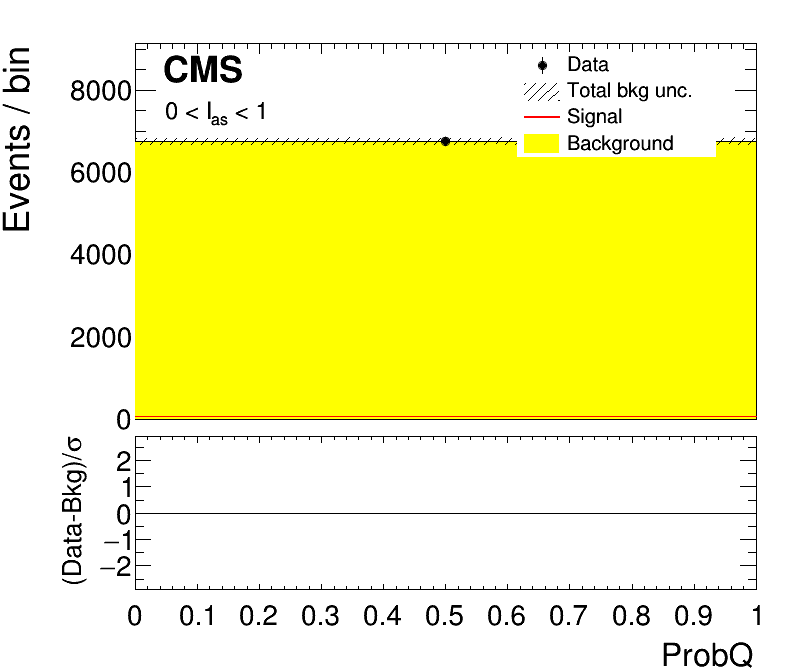 CMS
0 < Ias < 1
Data
Total bkg unc.
Signal
Background
Events / bin
8000
6000
4000
2000
0
(Data-Bkg)/σ
2
1
0
−1
−2
0 0.1 0.2 0.3 0.4 0.5 0.6 0.7 0.8 0.9 1
ProbQ